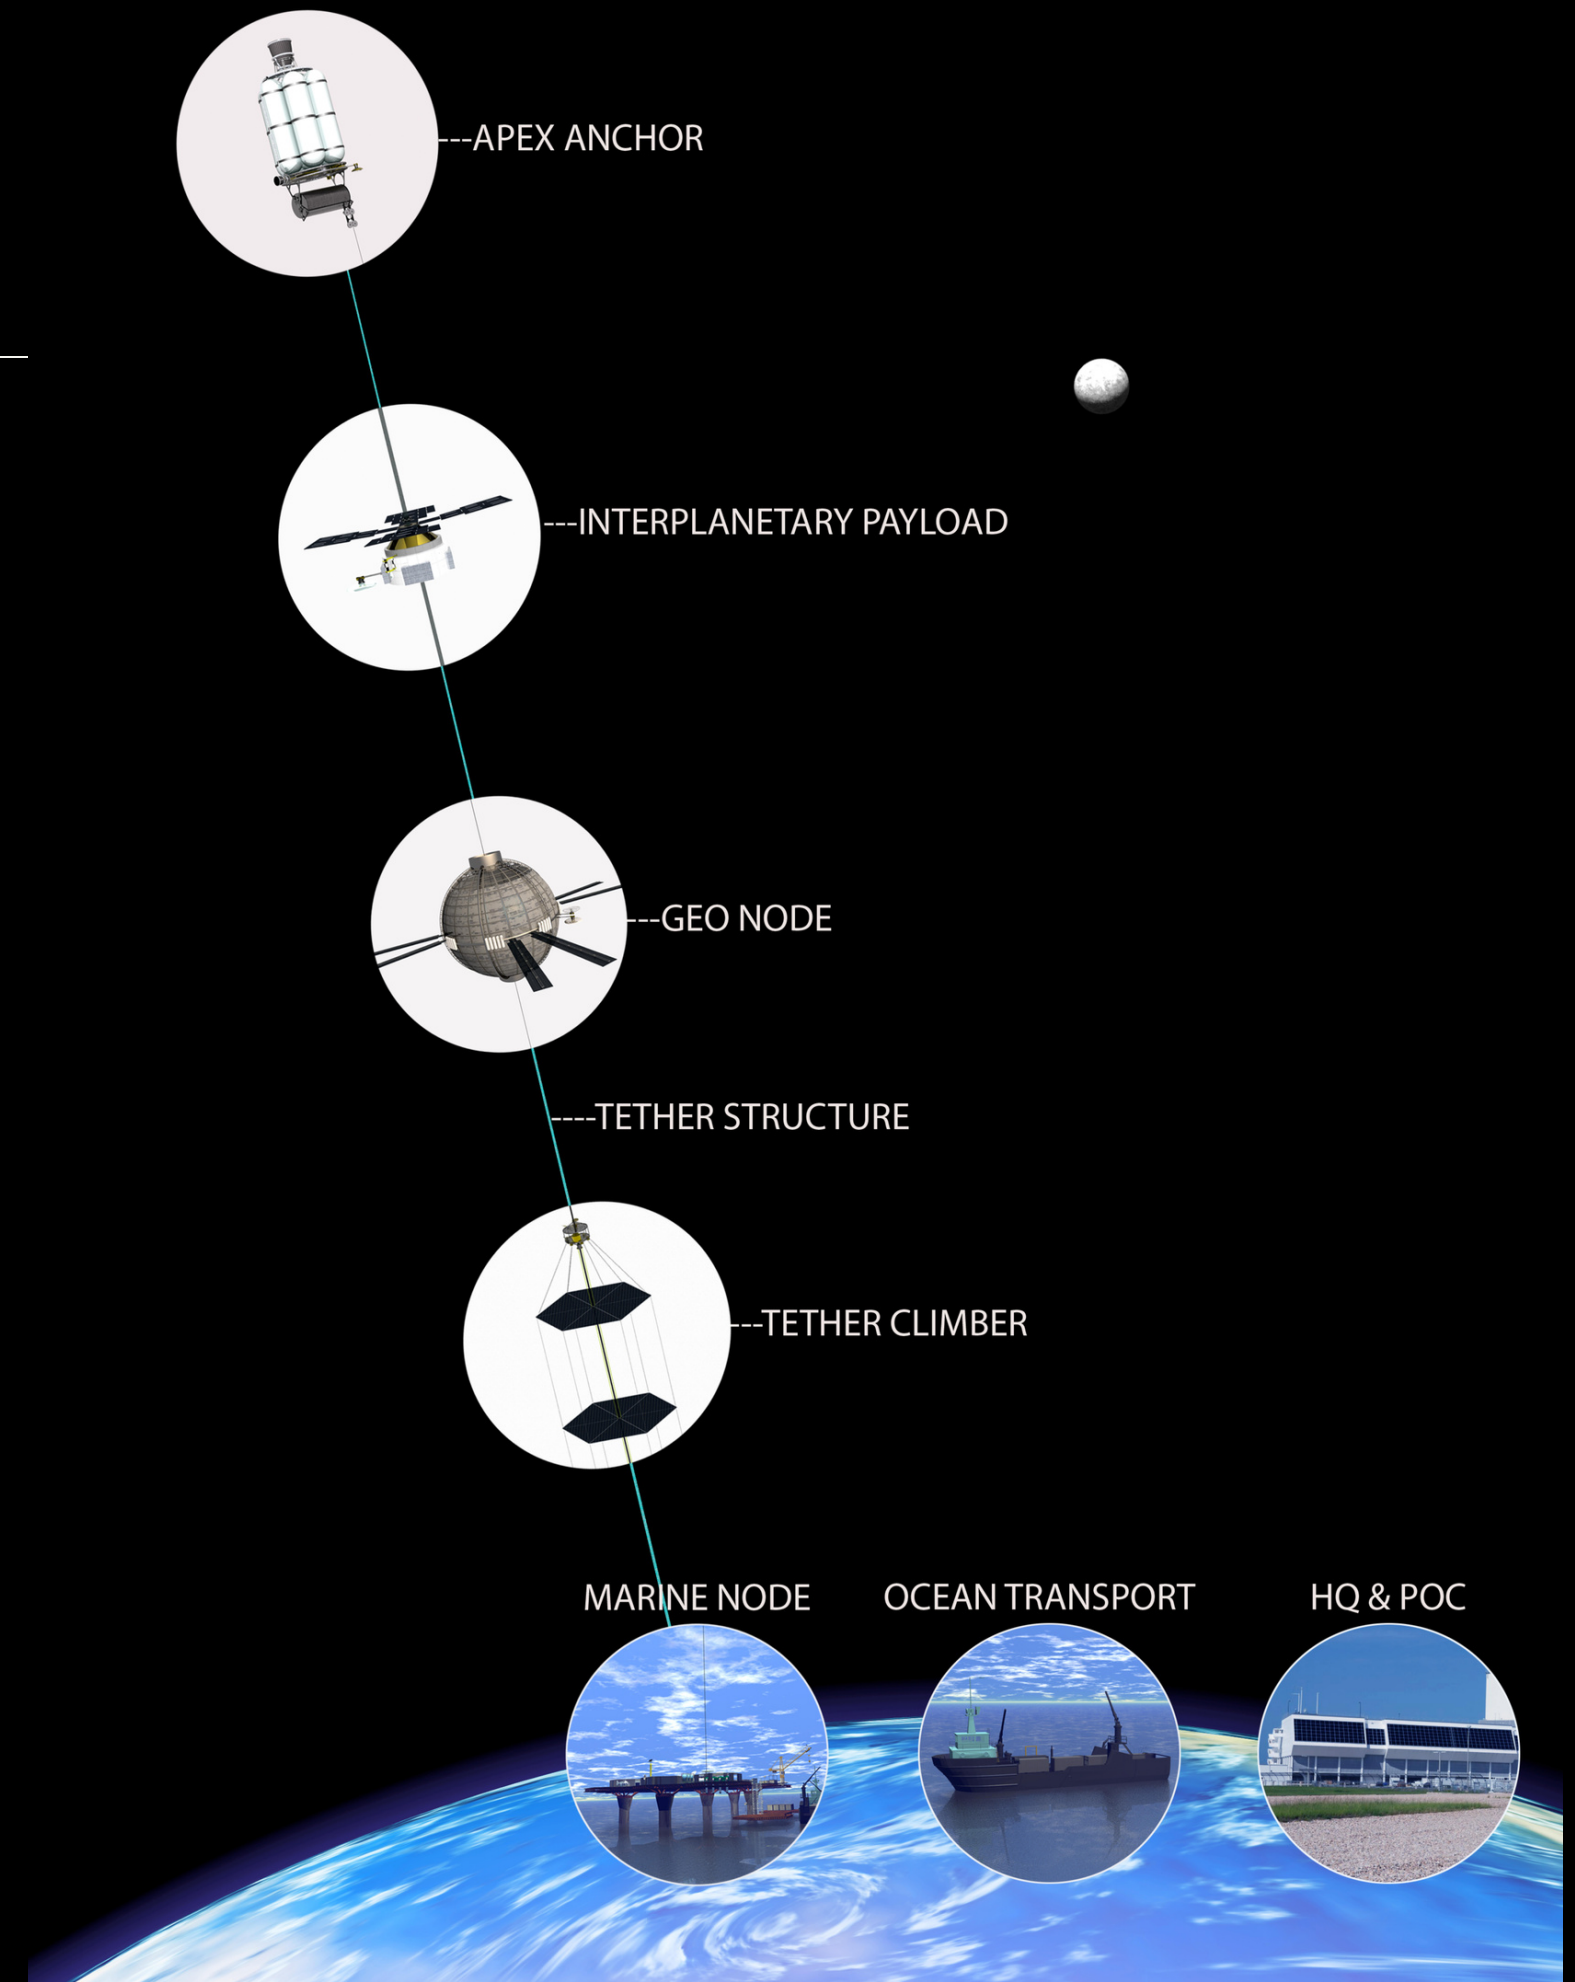 ---APEX ANCHOR
---INTERPLANETARY PAYLOAD
---GEO NODE
----TETHER STRUCTURE
---TETHER CLIMBER
MARINE NODE
OCEAN TRANSPORT
HQ & POC